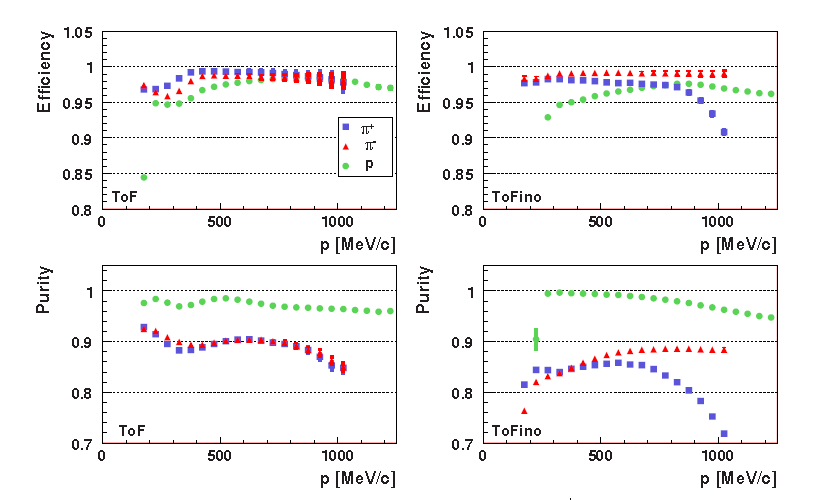 Efficiency
1.05
1
0.95
0.9
0.85
0.8
ToF
π⁺
π⁻
p
0 500 1000
p [MeV/c]
Efficiency
1.05
1
0.95
0.9
0.85
0.8
ToFino
0 500 1000
p [MeV/c]
Purity
1
0.9
0.8
0.7
ToF
0 500 1000
p [MeV/c]
Purity
1
0.9
0.8
0.7
ToFino
0 500 1000
p [MeV/c]